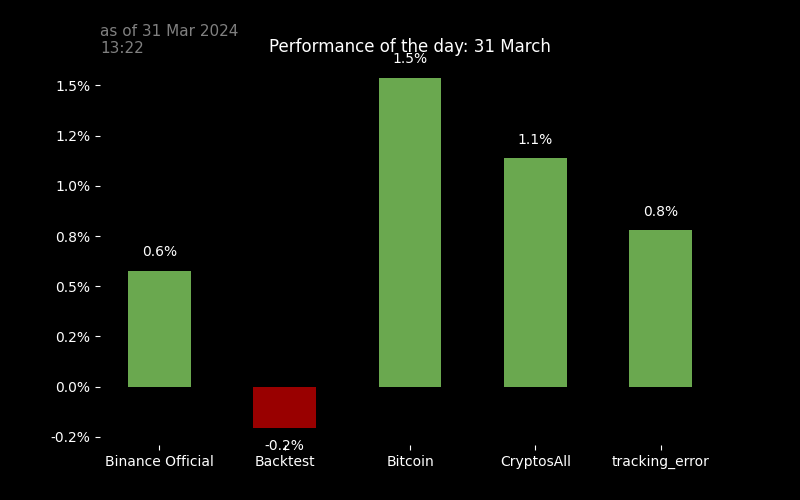 as of 31 Mar 2024
13:22
Performance of the day: 31 March
1.5%
1.5%
1.2%
1.1%
1.0%
0.8%
0.8%
0.6%
0.5%
0.2%
0.0%
-0.2%
-0.2%
Binance Official
Backtest
Bitcoin
CryptosAll
tracking_error